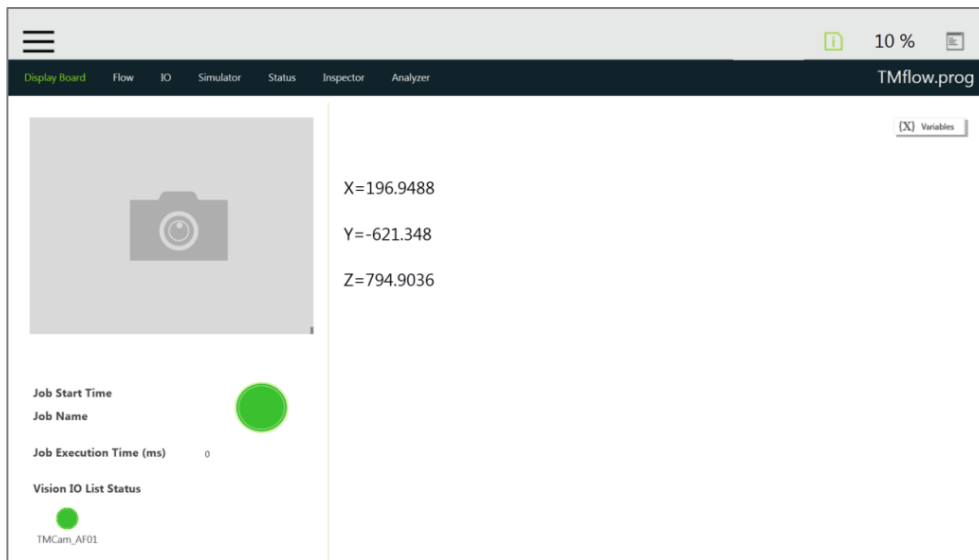 10 %
Display Board Flow IO Simulator Status Inspector Analyzer TMflow.prog
{X} Variables
X=196.9488
Y=-621.348
Z=794.9036
Job Start Time
Job Name
Job Execution Time (ms) 0
Vision IO List Status
TMCam_AF01